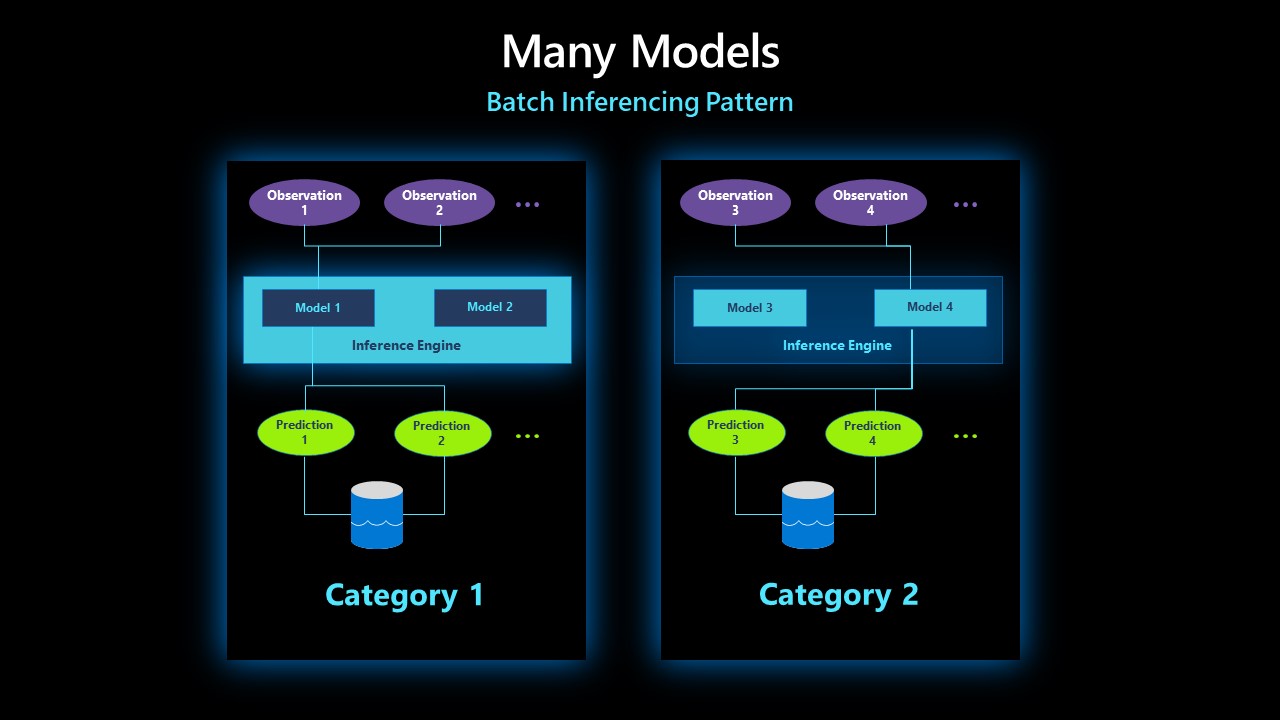 Many Models
Batch Inferencing Pattern
Observation
1
Observation
2
...
Model 1
Model 2
Inference Engine
Prediction
1
Prediction
2
...
Category 1
Observation
3
Observation
4
...
Model 3
Model 4
Inference Engine
Prediction
3
Prediction
4
...
Category 2